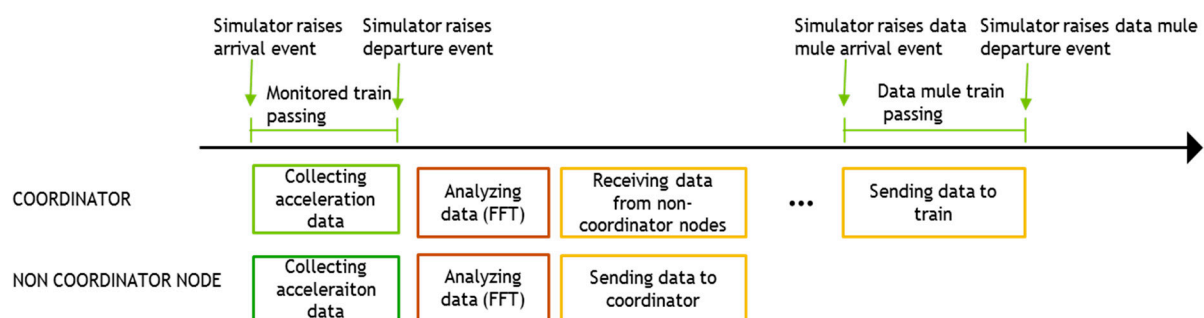 Simulator raises
arrival event
Simulator raises
departure event
Simulator raises data
mule arrival event
Simulator raises data mule
departure event
Monitored train
passing
Data mule train
passing
COORDINATOR
Collecting
acceleration
data
Analyzing
data (FFT)
Receiving data
from non-
coordinator nodes
...
Sending data to
train
NON COORDINATOR NODE
Collecting
acceleraiton
data
Analyzing
data (FFT)
Sending data to
coordinator